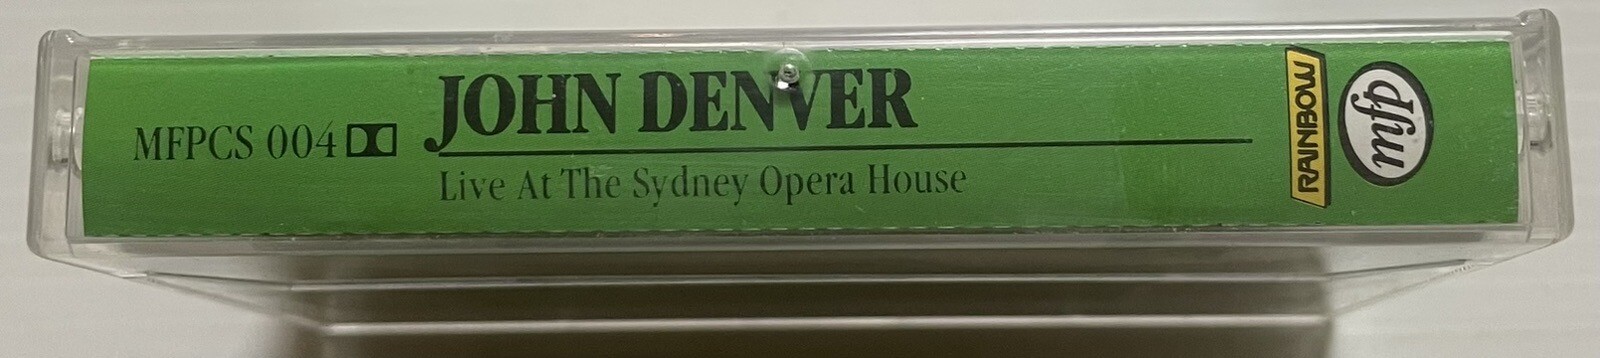 MFPCS 004
JOHN DENVER
Live At The Sydney Opera House
RAINBOW
mfp